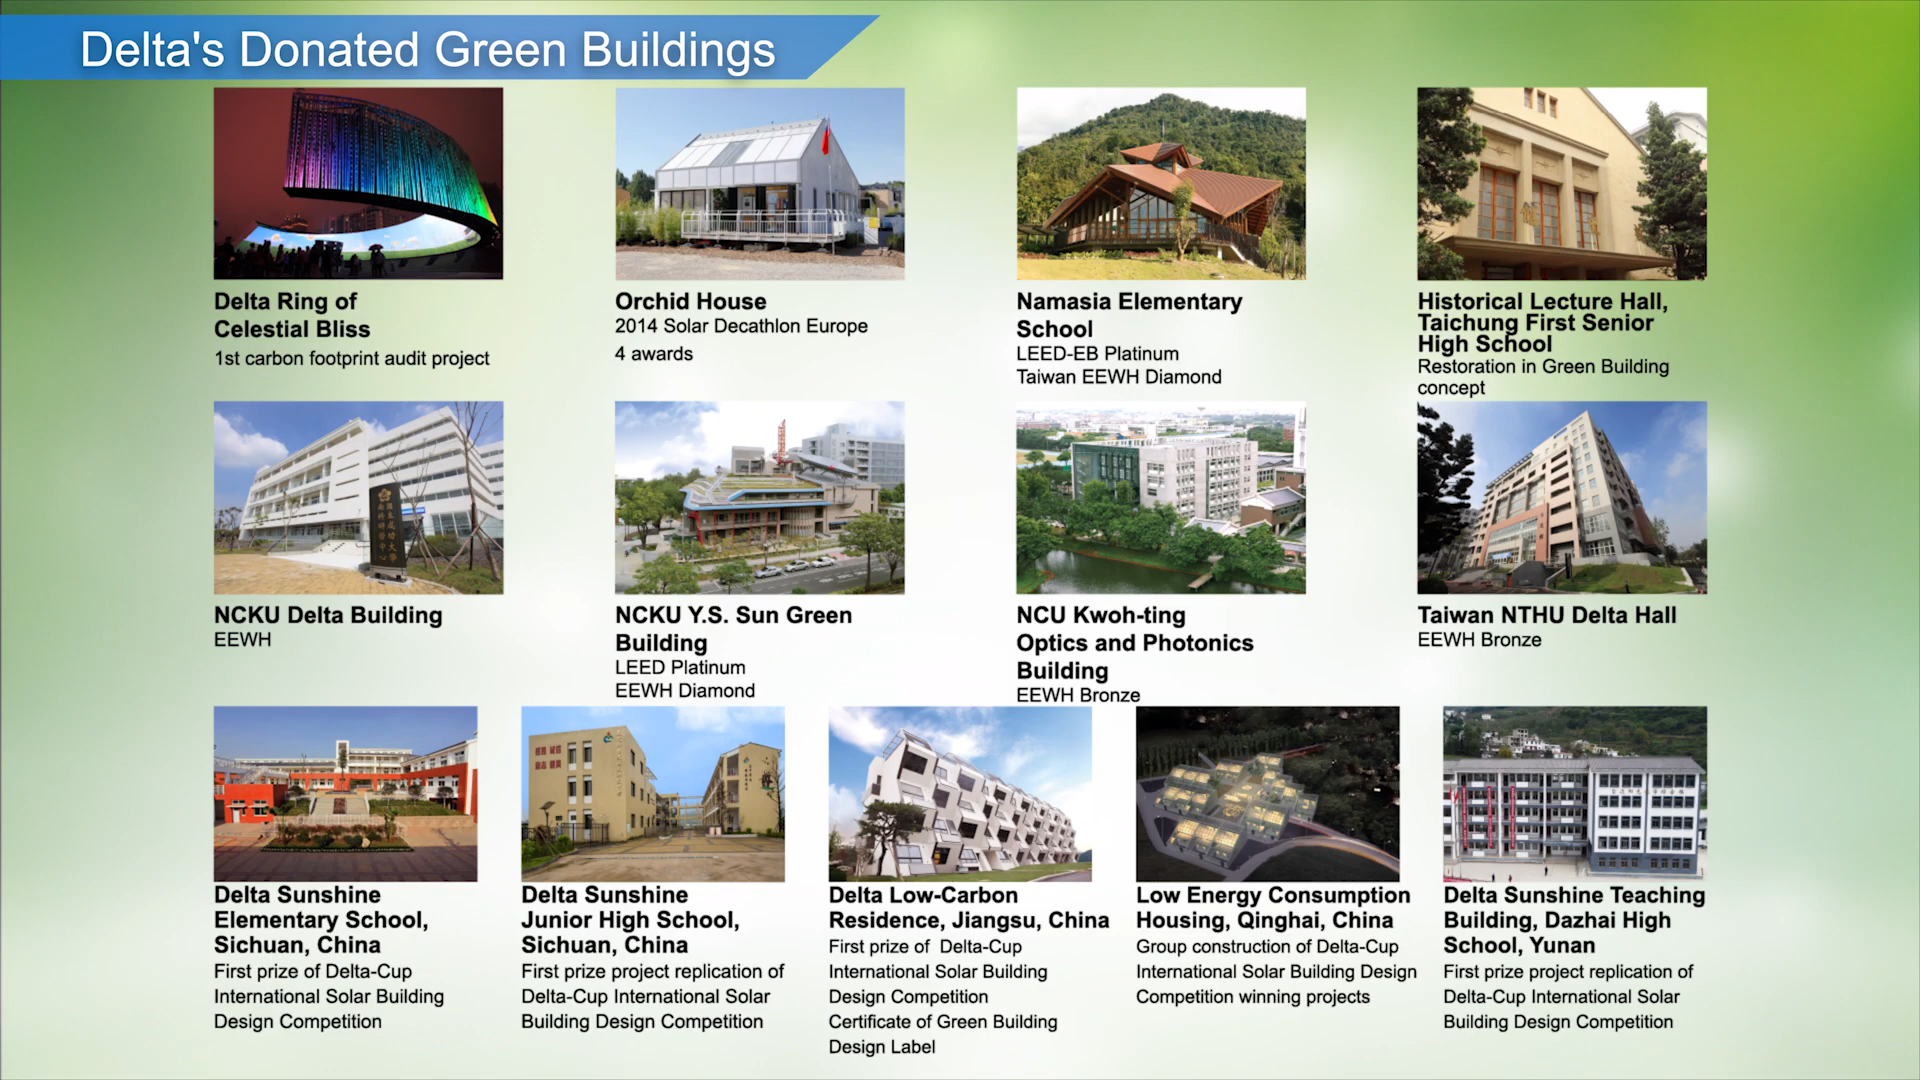 Delta's Donated Green Buildings
Delta Ring of
Celestial Bliss
1st carbon footprint audit project
Orchid House
2014 Solar Decathlon Europe
4 awards
Namasia Elementary
School
LEED-EB Platinum
Taiwan EEWH Diamond
Historical Lecture Hall,
Taichung First Senior
High School
Restoration in Green Building
concept
NCKU Delta Building
EEWH
NCKU Y.S. Sun Green
Building
LEED Platinum
EEWH Diamond
NCU Kwoh-ting
Optics and Photonics
Building
EEWH Bronze
Taiwan NTHU Delta Hall
EEWH Bronze
Delta Sunshine
Elementary School,
Sichuan, China
First prize of Delta-Cup
International Solar Building
Design Competition
Delta Sunshine
Junior High School,
Sichuan, China
First prize project replication of
Delta-Cup International Solar
Building Design Competition
Delta Low-Carbon
Residence, Jiangsu, China
First prize of Delta-Cup
International Solar Building
Design Competition
Certificate of Green Building
Design Label
Low Energy Consumption
Housing, Qinghai, China
Group construction of Delta-Cup
International Solar Building Design
Competition winning projects
Delta Sunshine Teaching
Building, Dazhai High
School, Yunan
First prize project replication of
Delta-Cup International Solar
Building Design Competition